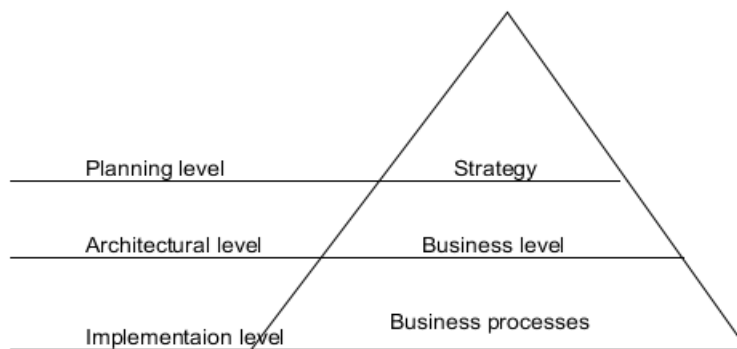 Planning level
Strategy
Architectural level
Business level
Business processes
Implementaion level